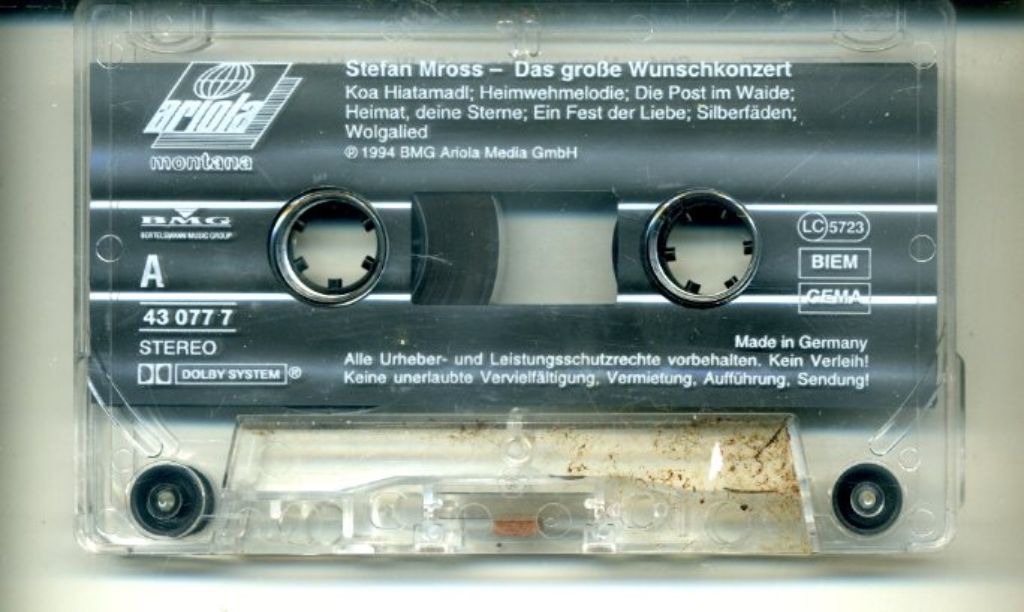 ariola
montana
Stefan Mross – Das große Wunschkonzert
Koa Hiatamadl; Heimwehmelodie; Die Post im Walde;
Heimat, deine Sterne; Ein Fest der Liebe; Silberfäden;
Wolgalied
℗ 1994 BMG Ariola Media GmbH
BMG
BERTELSMANN MUSIC GROUP
A
43 077 7
STEREO
DOLBY SYSTEM ®
LC 5723
BIEM
GEMA
Made in Germany
Alle Urheber- und Leistungsschutzrechte vorbehalten. Kein Verleih!
Keine unerlaubte Vervielfältigung, Vermietung, Aufführung, Sendung!